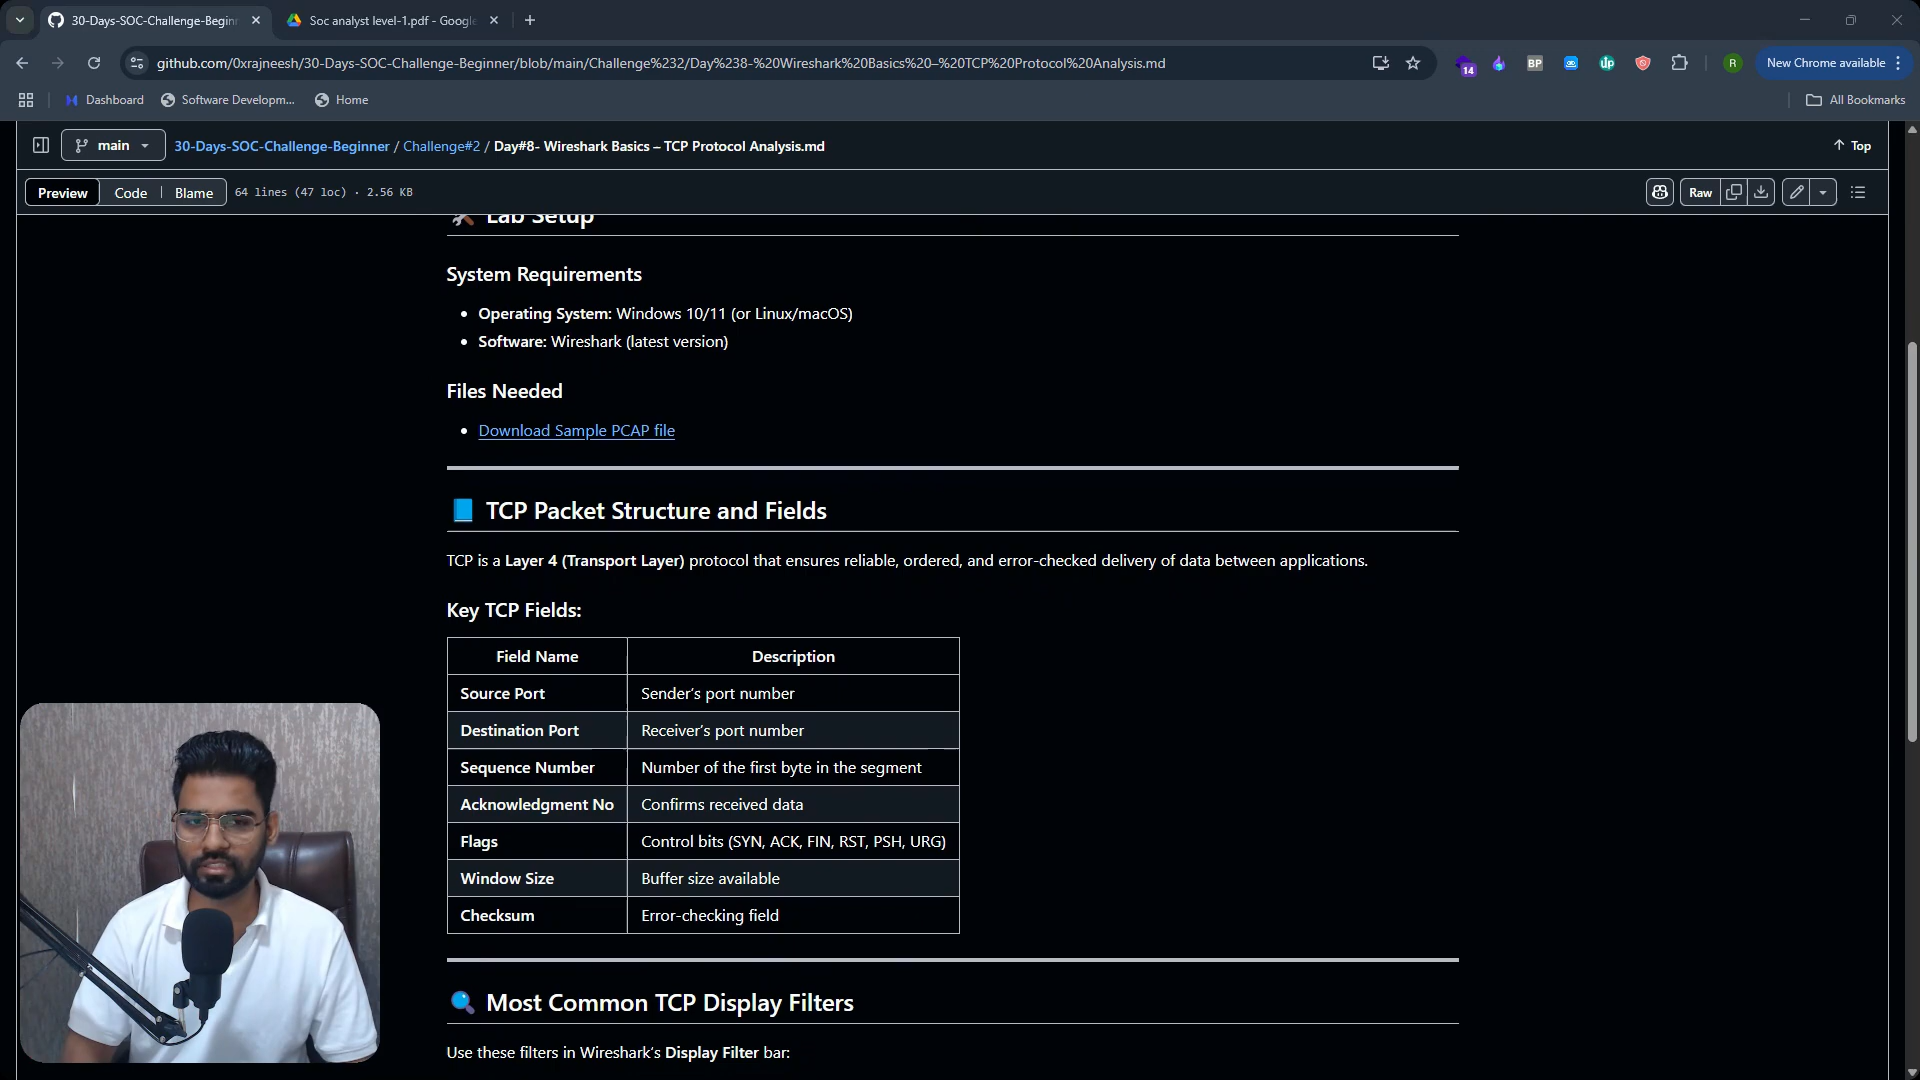 30-Days-SOC-Challenge-Beginn
Soc analyst level-1.pdf - Google
github.com/0xrajneesh/30-Days-SOC-Challenge-Beginner/blob/main/Challenge%232/Day%238-%20Wireshark%20Basics%20–%20TCP%20Protocol%20Analysis.md
14
BP
up
R
New Chrome available
Dashboard
Software Developm...
Home
All Bookmarks
main
30-Days-SOC-Challenge-Beginner / Challenge#2 / Day#8- Wireshark Basics – TCP Protocol Analysis.md
Top
Preview
Code
Blame
64 lines (47 loc) · 2.56 KB
Raw
Lab Setup
System Requirements
Operating System: Windows 10/11 (or Linux/macOS)
Software: Wireshark (latest version)
Files Needed
Download Sample PCAP file
TCP Packet Structure and Fields
TCP is a Layer 4 (Transport Layer) protocol that ensures reliable, ordered, and error-checked delivery of data between applications.
Key TCP Fields:
Field Name Description
Source Port Sender’s port number
Destination Port Receiver’s port number
Sequence Number Number of the first byte in the segment
Acknowledgment No Confirms received data
Flags Control bits (SYN, ACK, FIN, RST, PSH, URG)
Window Size Buffer size available
Checksum Error-checking field
Most Common TCP Display Filters
Use these filters in Wireshark’s Display Filter bar: